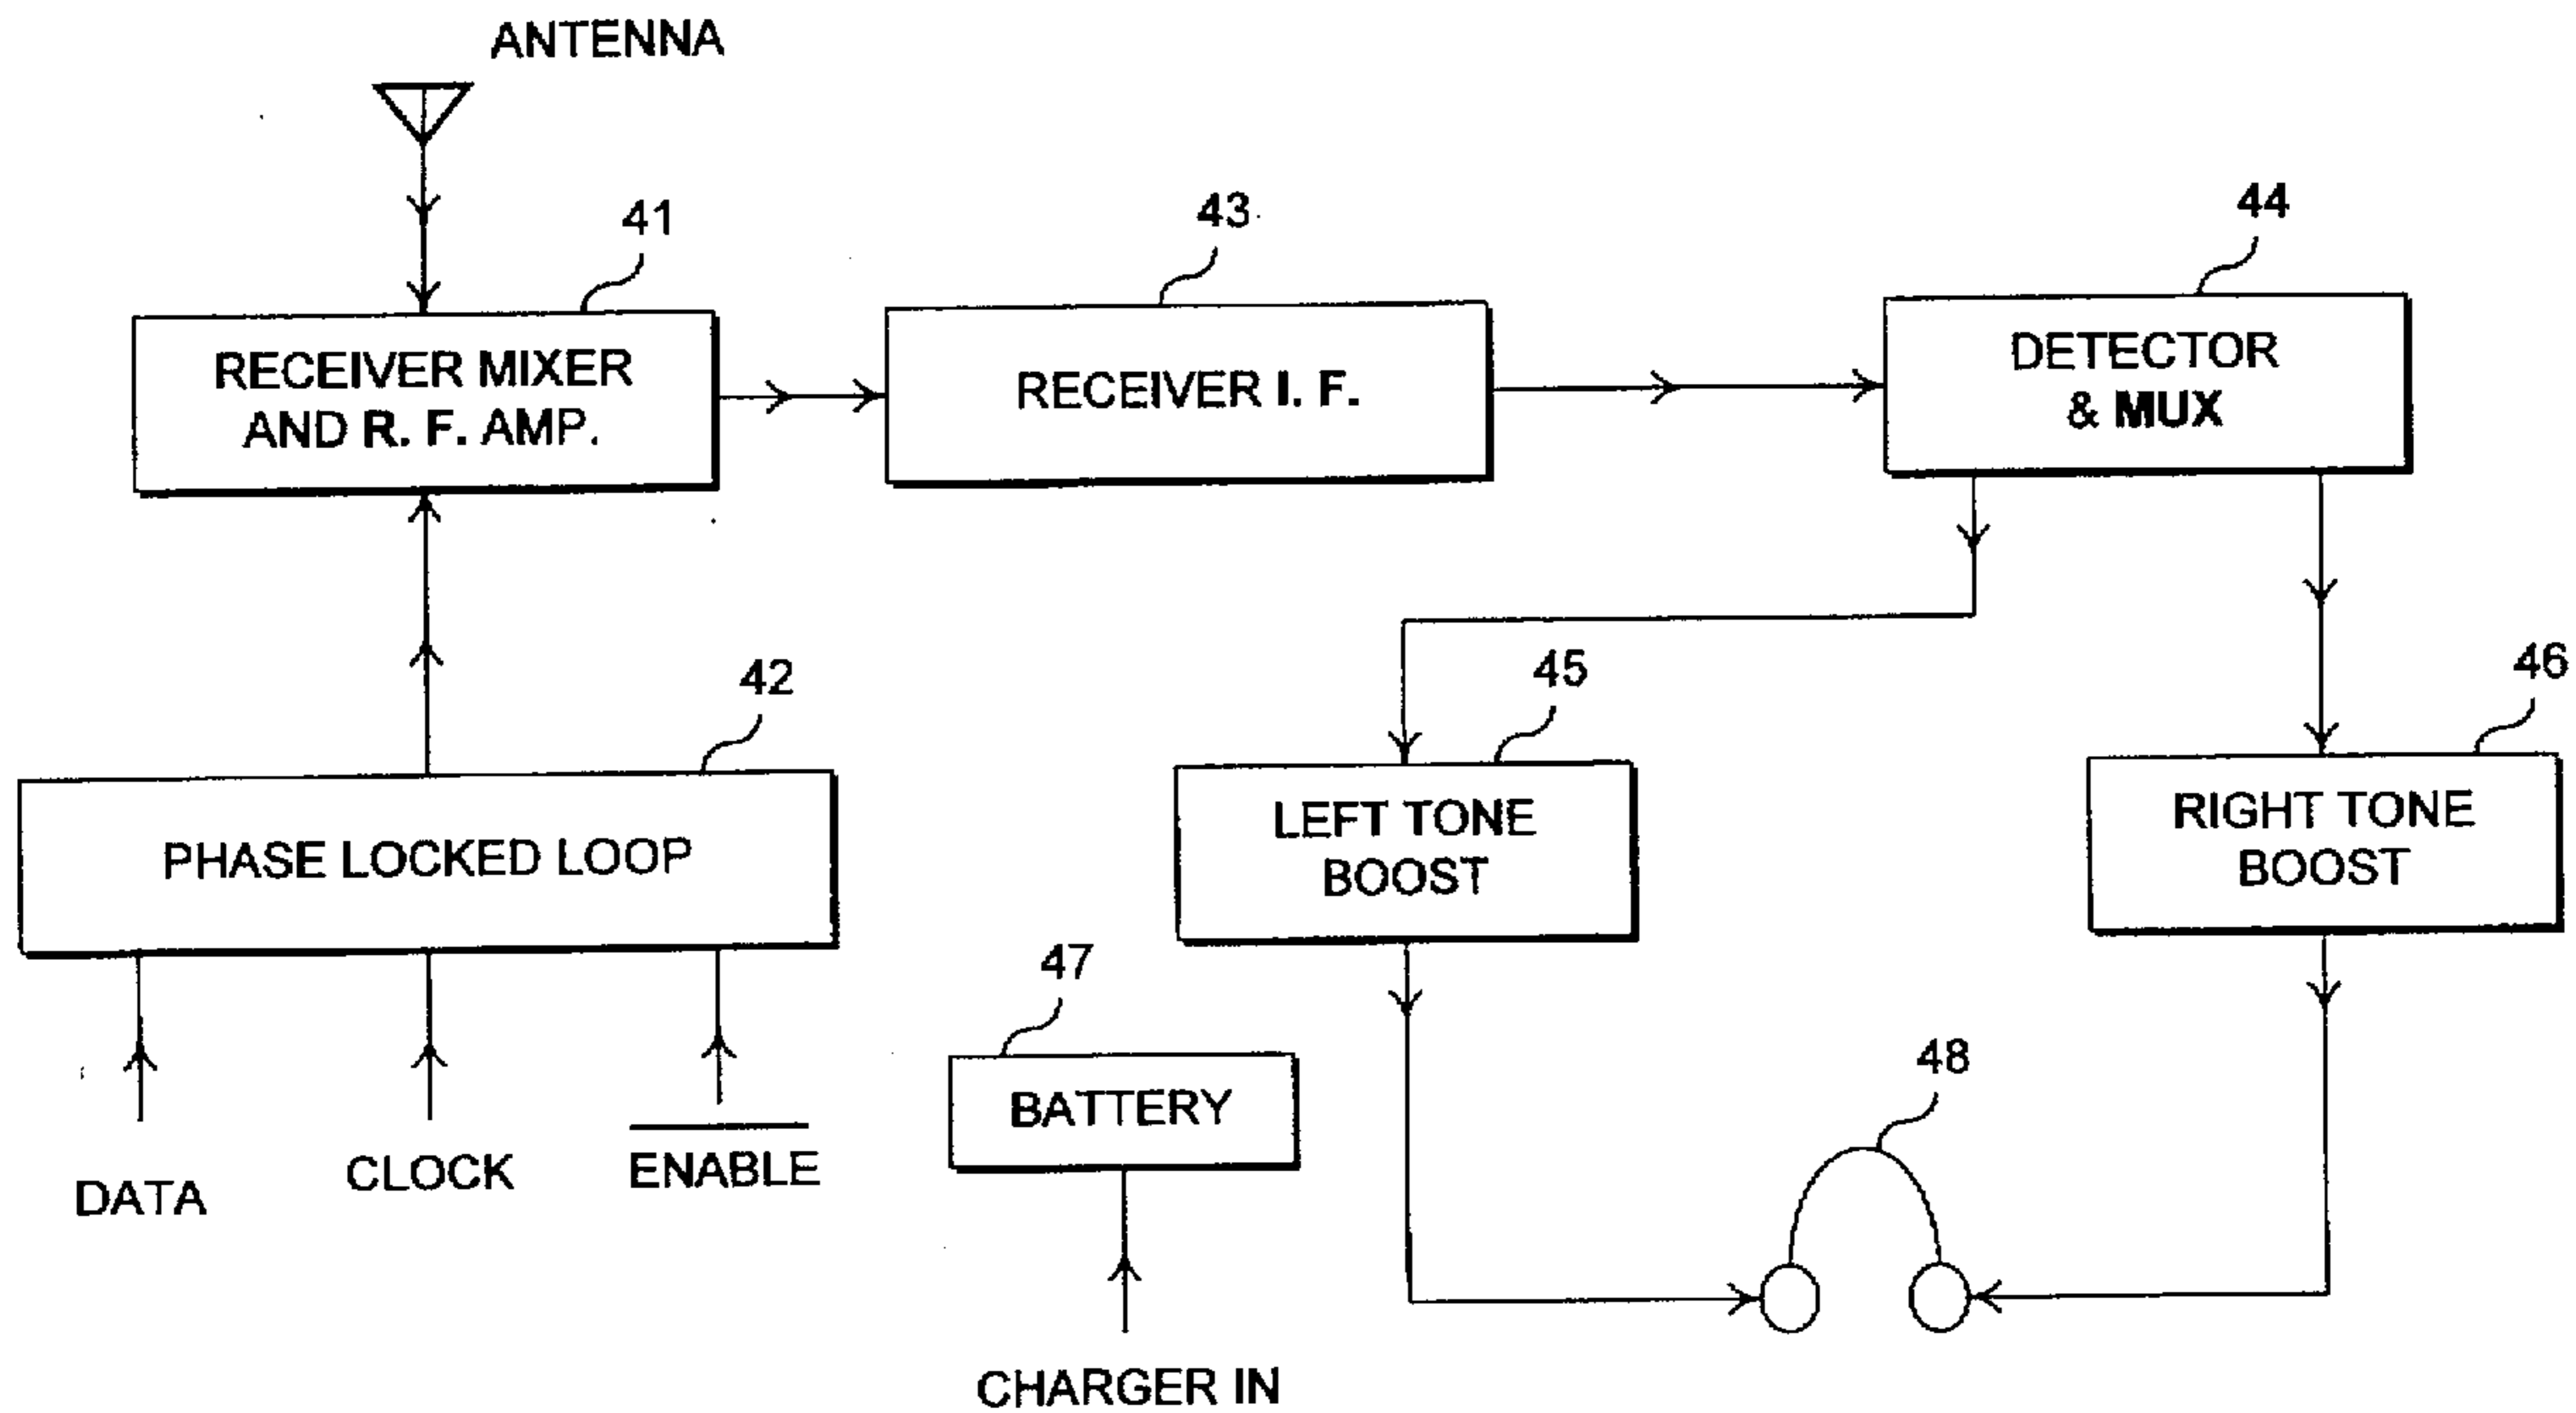 ANTENNA
41
43
44
RECEIVER MIXER
AND R. F. AMP.
RECEIVER I. F.
DETECTOR
& MUX
42
45
46
PHASE LOCKED LOOP
LEFT TONE
BOOST
RIGHT TONE
BOOST
47
48
BATTERY
DATA
CLOCK
ENABLE
CHARGER IN